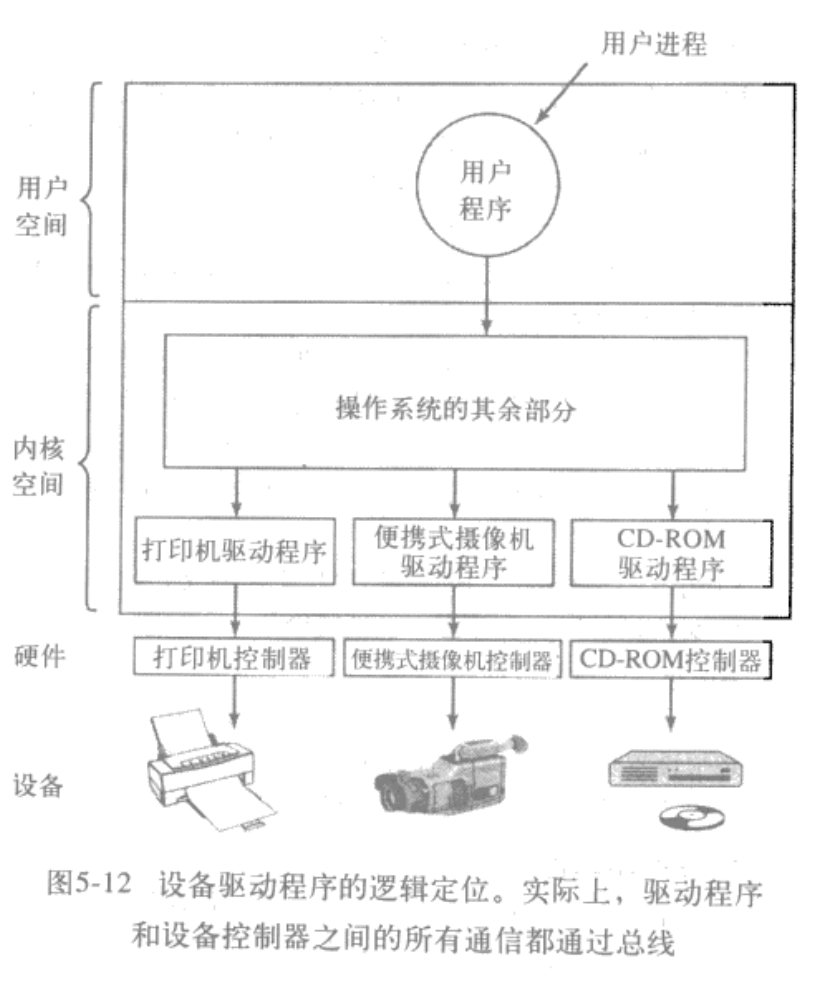 用户进程
用户
程序
用户
空间
操作系统的其余部分
内核
空间
打印机驱动程序
便携式摄像机
驱动程序
CD-ROM
驱动程序
硬件
打印机控制器
便携式摄像机控制器
CD-ROM控制器
设备
图5-12 设备驱动程序的逻辑定位。实际上，驱动程序
和设备控制器之间的所有通信都通过总线